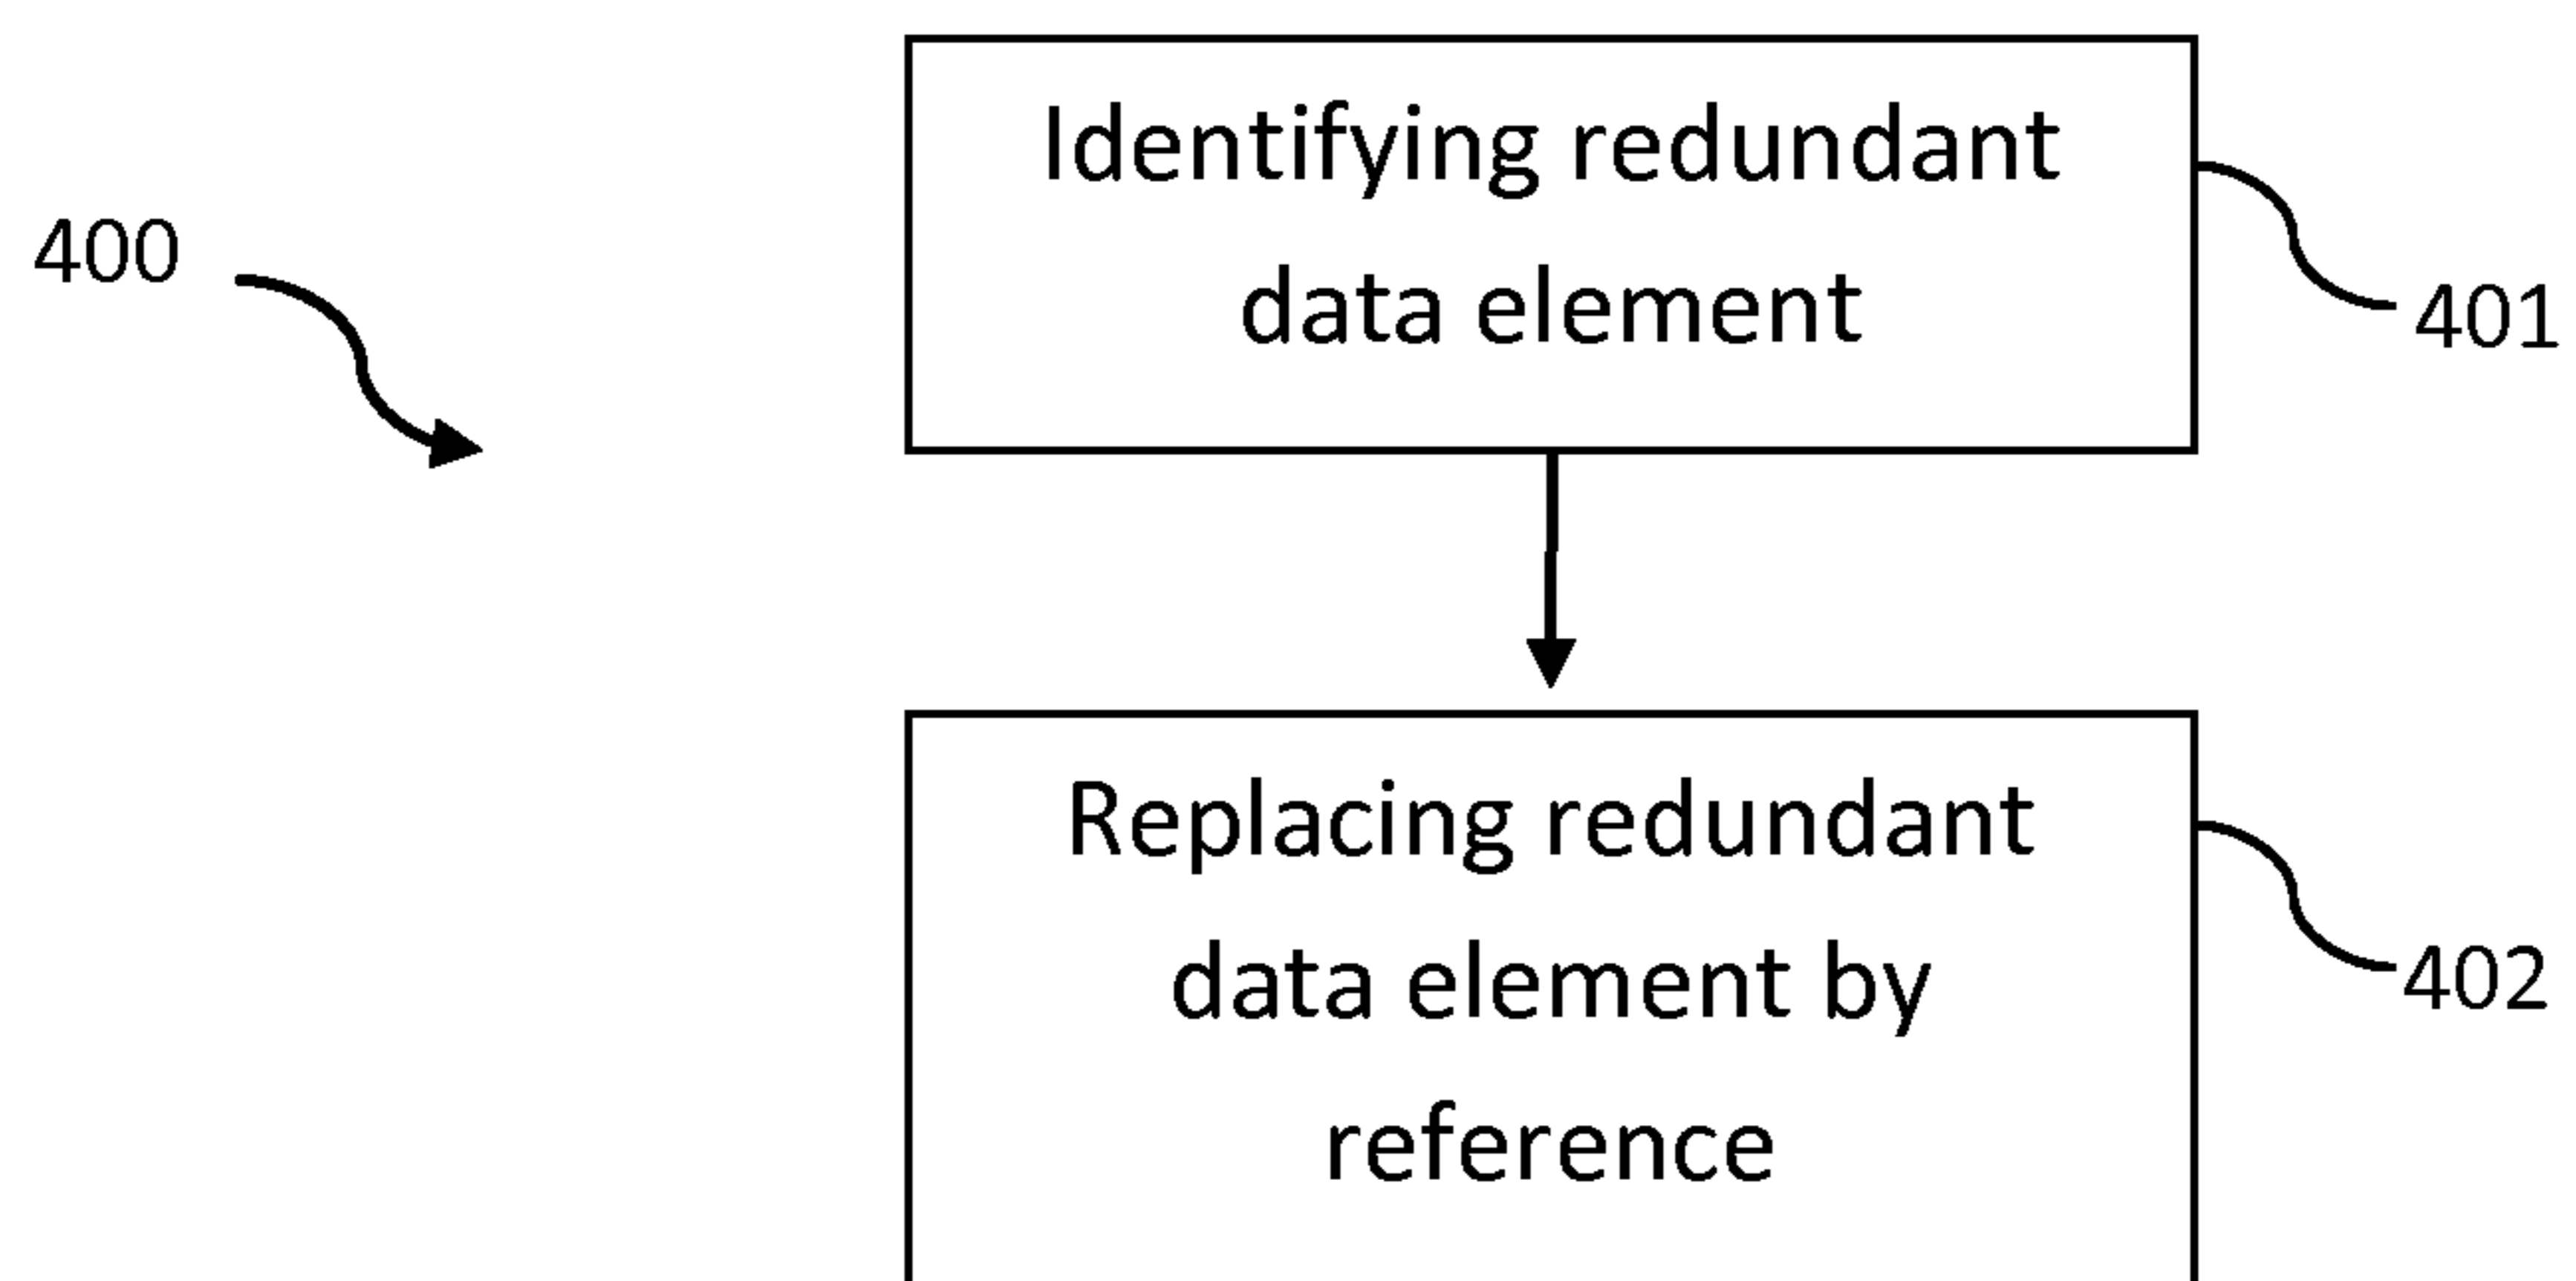 Identifying redundant
data element
400
401
Replacing redundant
data element by
reference
402